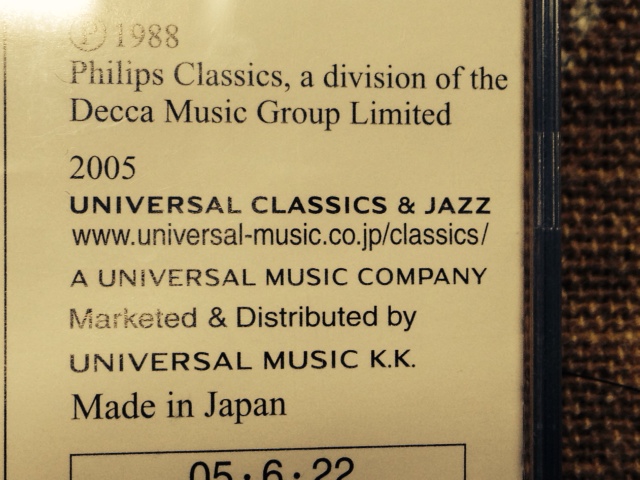 ℗ 1988
Philips Classics, a division of the
Decca Music Group Limited
2005
UNIVERSAL CLASSICS & JAZZ
www.universal-music.co.jp/classics/
A UNIVERSAL MUSIC COMPANY
Marketed & Distributed by
UNIVERSAL MUSIC K.K.
Made in Japan
05・6・22